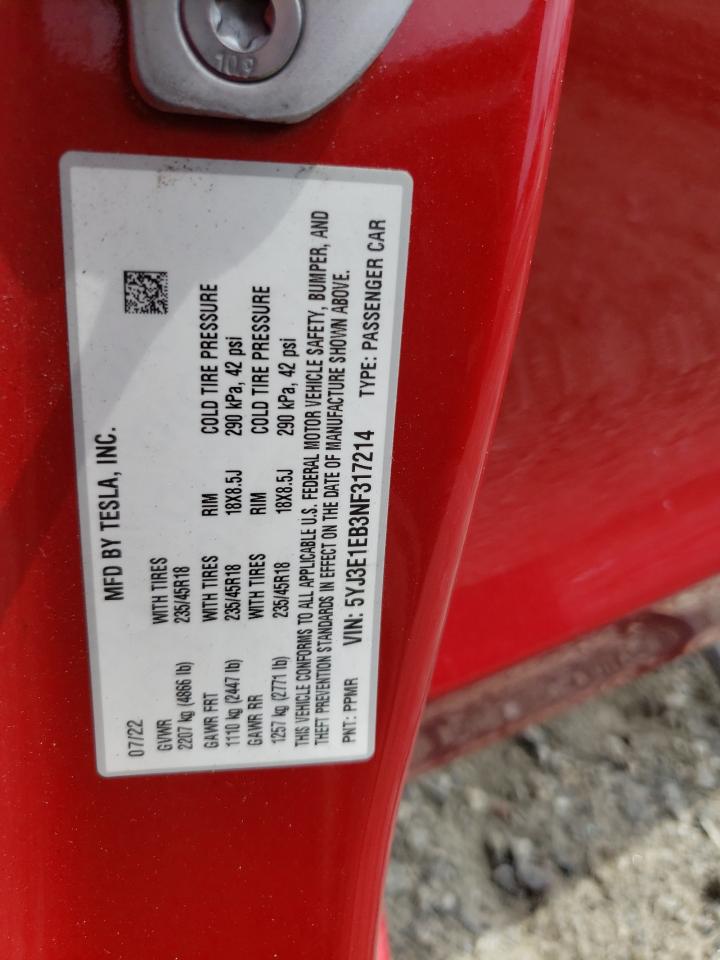 10.9
MFD BY TESLA, INC.
07/22
GVWR WITH TIRES
2207 kg (4866 lb) 235/45R18
GAWR FRT WITH TIRES RIM COLD TIRE PRESSURE
1110 kg (2447 lb) 235/45R18 18X8.5J 290 kPa, 42 psi
GAWR RR WITH TIRES RIM COLD TIRE PRESSURE
1257 kg (2771 lb) 235/45R18 18X8.5J 290 kPa, 42 psi
THIS VEHICLE CONFORMS TO ALL APPLICABLE U.S. FEDERAL MOTOR VEHICLE SAFETY, BUMPER, AND
THEFT PREVENTION STANDARDS IN EFFECT ON THE DATE OF MANUFACTURE SHOWN ABOVE.
PNT: PPMR VIN: 5YJ3E1EB3NF317214 TYPE: PASSENGER CAR